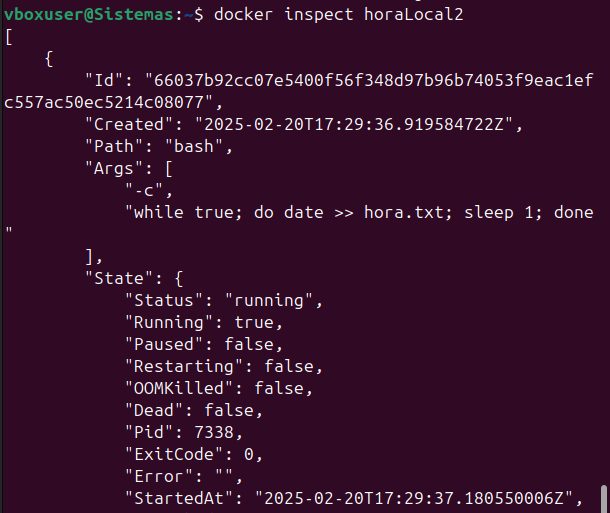 vboxuser@Sistemas:~$ docker inspect horaLocal2
[
    {
        "Id": "66037b92cc07e5400f56f348d97b96b74053f9eac1ef
c557ac50ec5214c08077",
        "Created": "2025-02-20T17:29:36.919584722Z",
        "Path": "bash",
        "Args": [
            "-c",
            "while true; do date >> hora.txt; sleep 1; done
"
        ],
        "State": {
            "Status": "running",
            "Running": true,
            "Paused": false,
            "Restarting": false,
            "OOMKilled": false,
            "Dead": false,
            "Pid": 7338,
            "ExitCode": 0,
            "Error": "",
            "StartedAt": "2025-02-20T17:29:37.180550006Z",